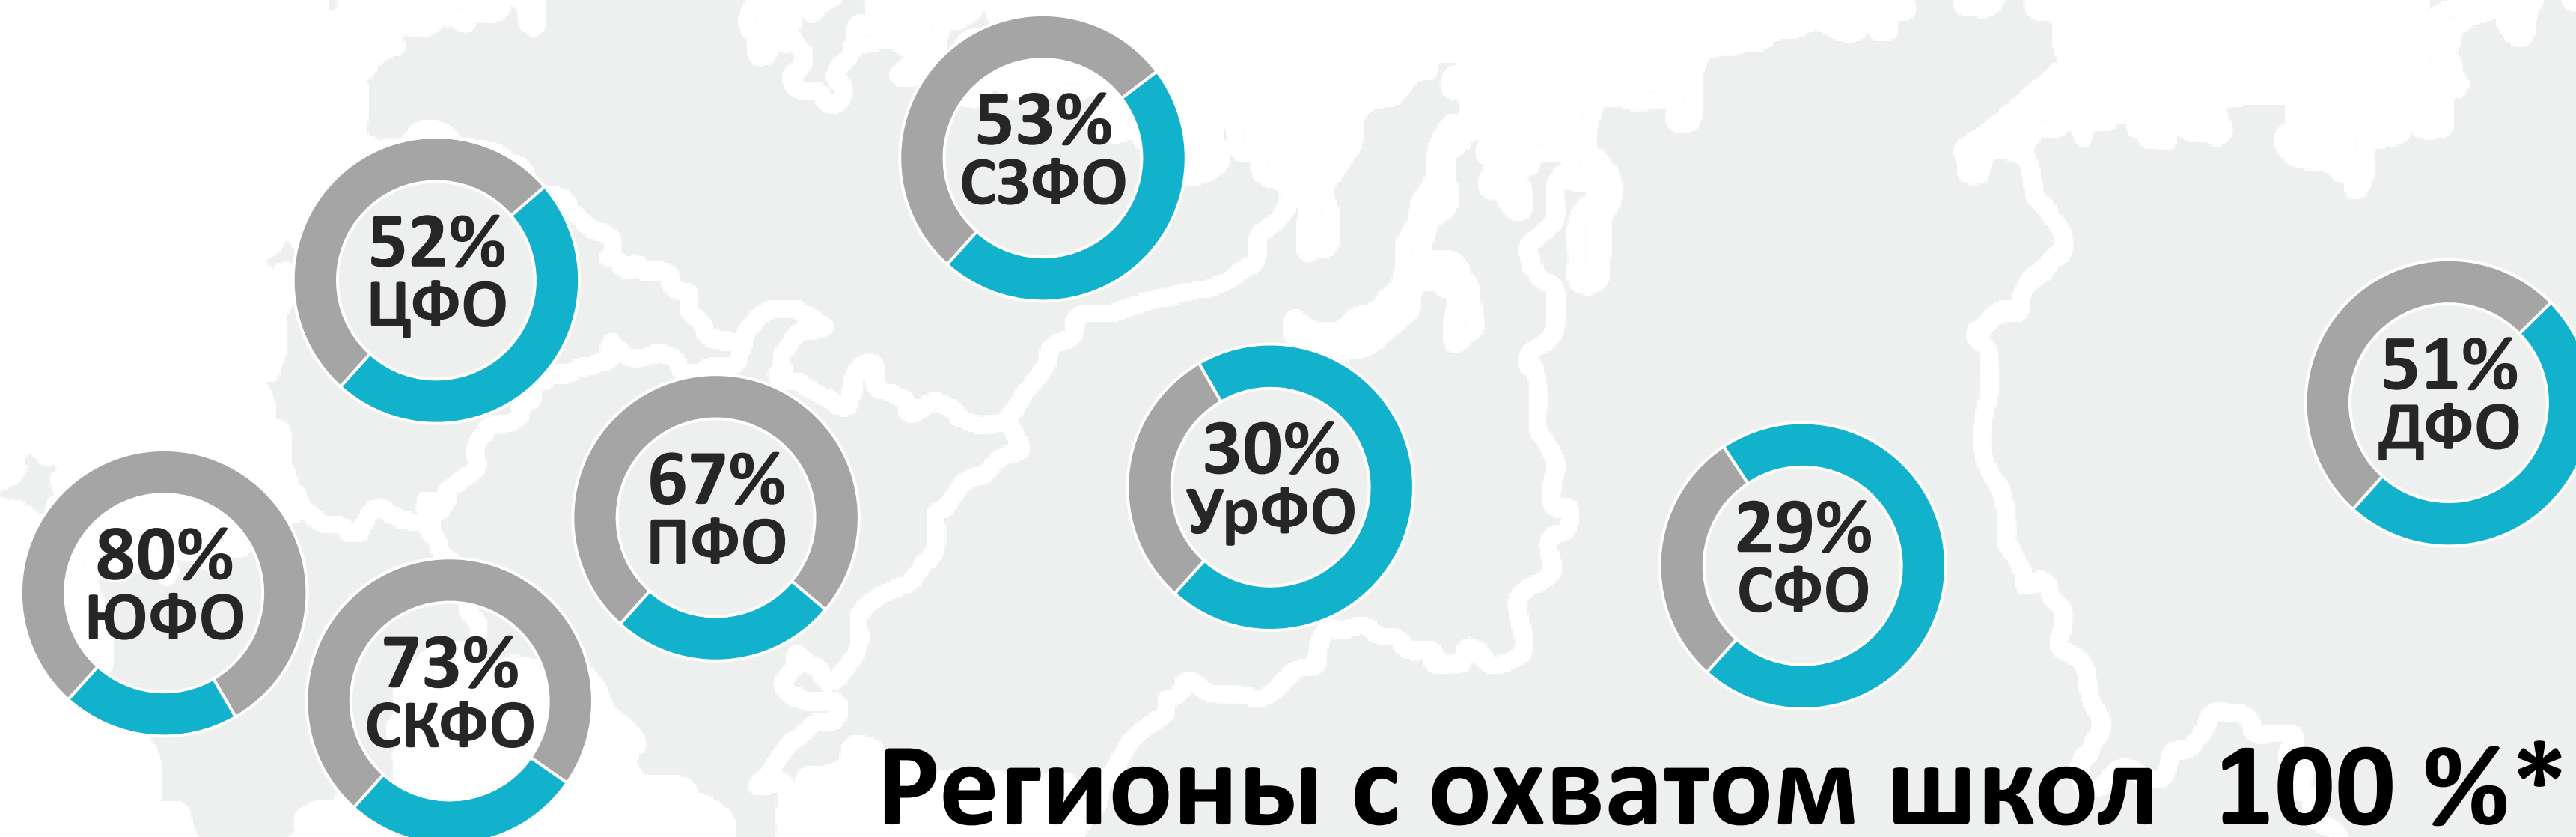 53%
СЗФО
52%
ЦФО
51%
ДФО
30%
УрФО
67%
ПФО
29%
СФО
80%
ЮФО
73%
СКФО
Регионы с охватом школ 100 %*